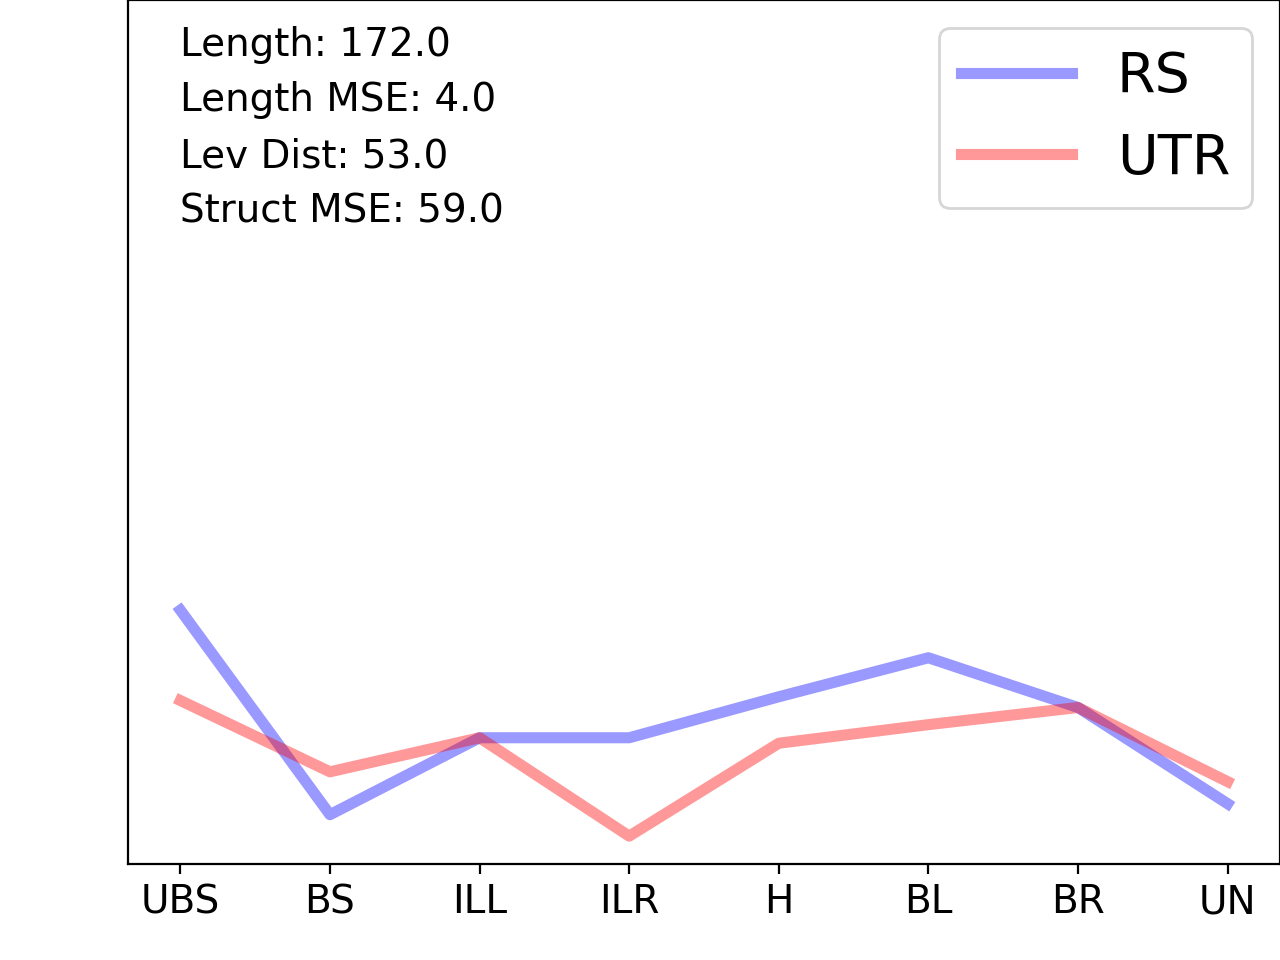 Length: 172.0
Length MSE: 4.0
Lev Dist: 53.0
Struct MSE: 59.0
RS
UTR
UBS BS ILL ILR H BL BR UN